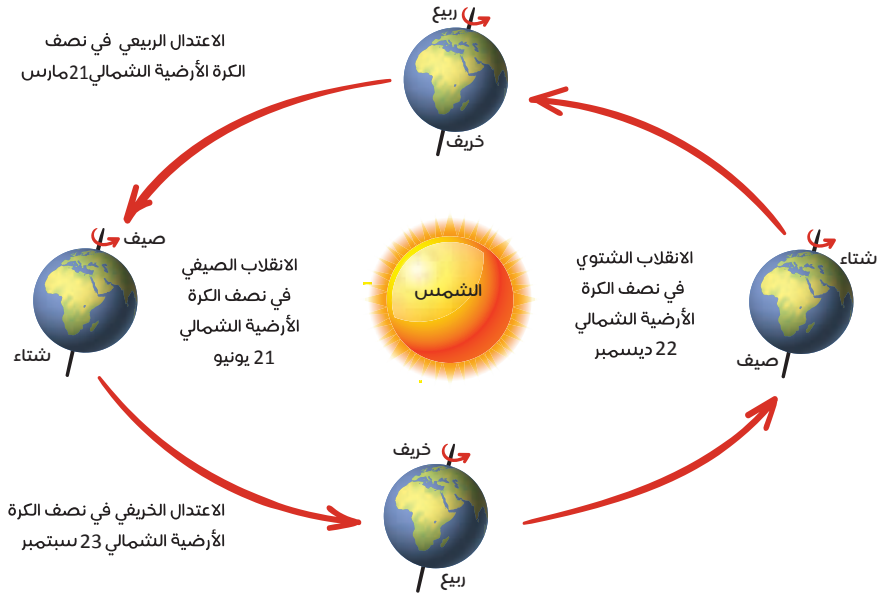 ربيع
الاعتدال الربيعي في نصف
الكرة الأرضية الشمالي21مارس
خريف
شتاء
الانقلاب الشتوي
في نصف الكرة
الأرضية الشمالي
22 ديسمبر
صيف
الشمس
صيف
الانقلاب الصيفي
في نصف الكرة
الأرضية الشمالي
21 يونيو
شتاء
خريف
الاعتدال الخريفي في نصف الكرة
الأرضية الشمالي 23 سبتمبر
ربيع